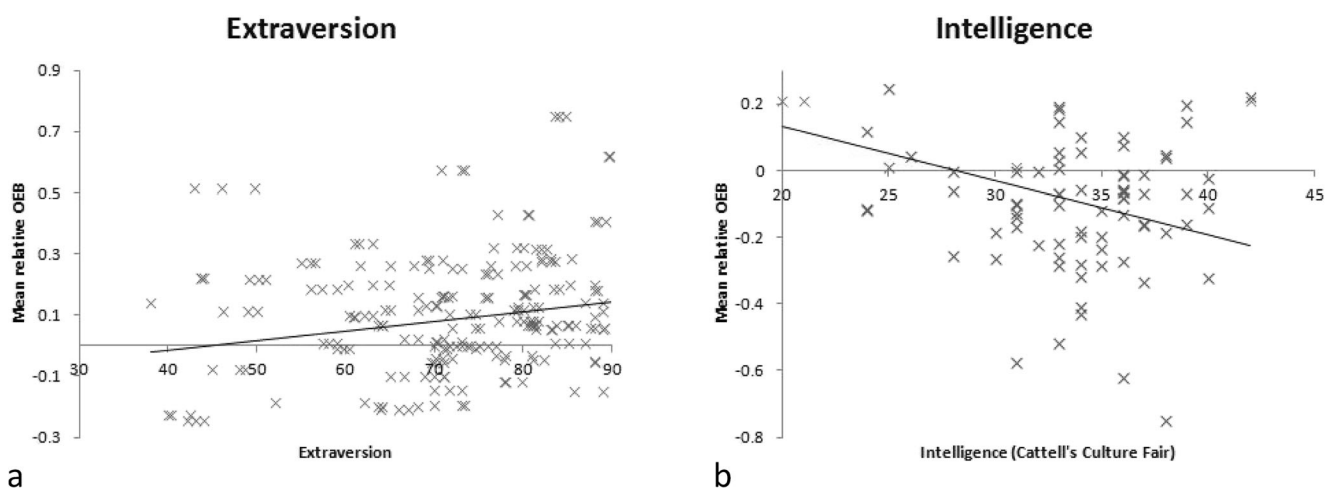 Extraversion
0.9
0.7
0.5
0.3
0.1
-0.1
-0.3
30 40 50 60 70 80 90
Mean relative OEB
Extraversion
a
Intelligence
0.2
0
-0.2
-0.4
-0.6
-0.8
20 25 30 35 40 45
Mean relative OEB
Intelligence (Cattell's Culture Fair)
b